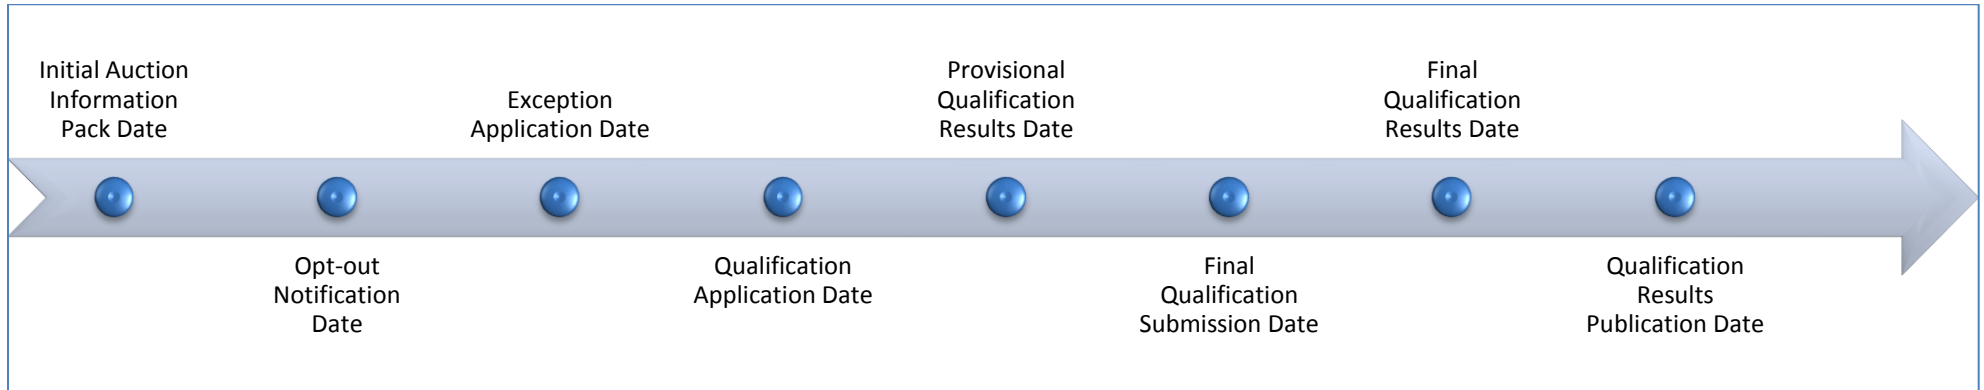 Initial Auction
Information
Pack Date
Opt-out
Notification
Date
Exception
Application Date
Qualification
Application Date
Provisional
Qualification
Results Date
Final
Qualification
Submission Date
Final
Qualification
Results Date
Qualification
Results
Publication Date